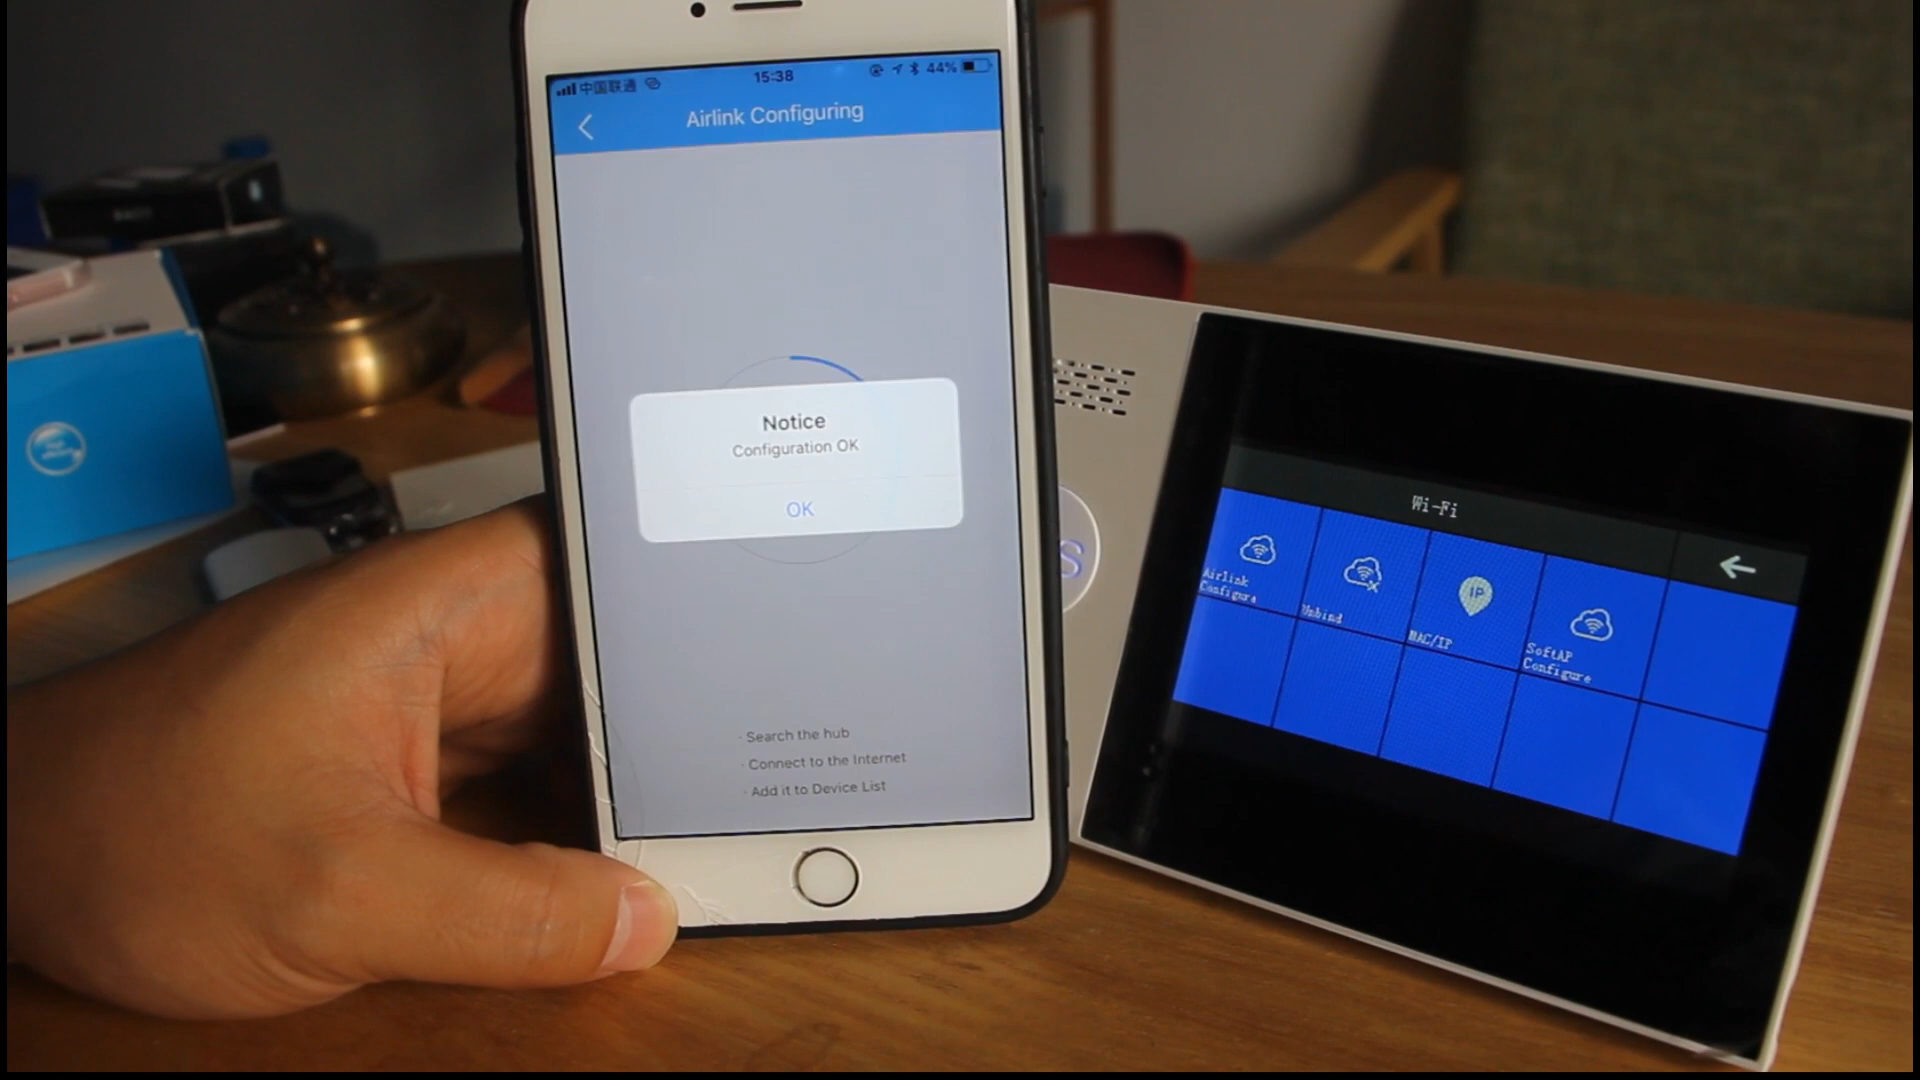 中国联通 15:38 44%
Airlink Configuring
Notice
Configuration OK
OK
· Search the hub
· Connect to the Internet
· Add it to Device List
Wi-Fi
Airlink
Configure
Unbind
IP
MAC/IP
SoftAP
Configure
S